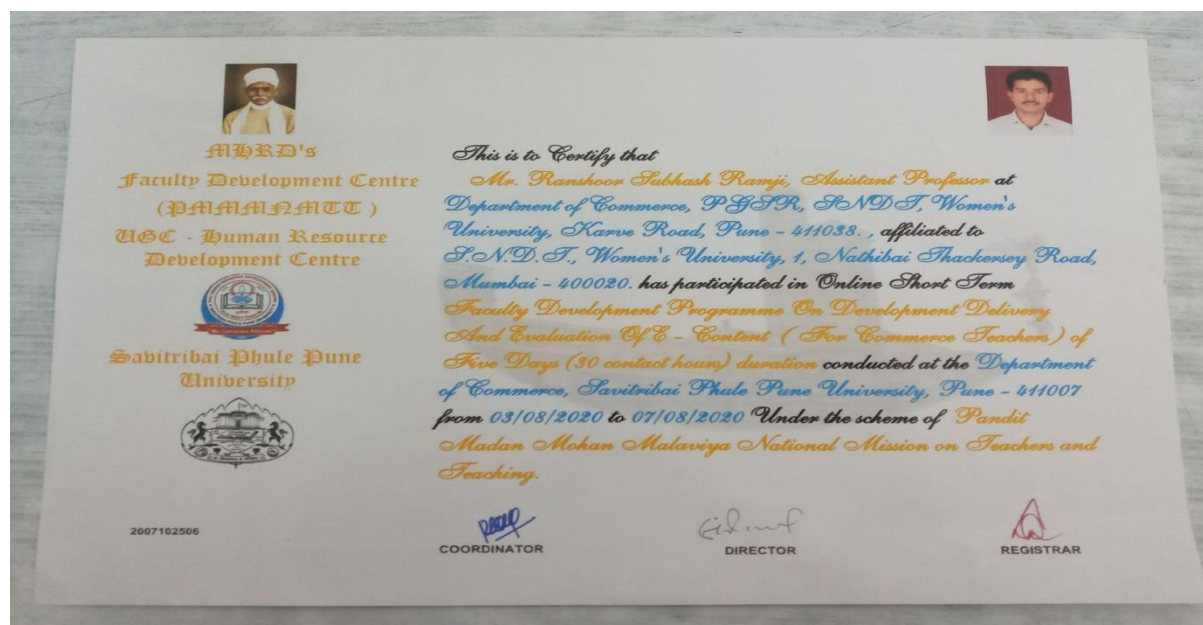 MHRD's
Faculty Development Centre
(PMMMNMTT )
UGC - Human Resource
Development Centre
Savitribai Phule Pune
University
2007102506
This is to Certify that
Mr. Ranshoor Subhash Ramji, Assistant Professor at
Department of Commerce, PGSR, SNDT, Women's
University, Karve Road, Pune - 411038. , affiliated to
S.N.D.T., Women's University, 1, Nathibai Thackersey Road,
Mumbai - 400020. has participated in Online Short Term
Faculty Development Programme On Development Delivery
And Evaluation Of E - Content ( For Commerce Teachers ) of
Five Days (30 contact hours) duration conducted at the Department
of Commerce, Savitribai Phule Pune University, Pune - 411007
from 03/08/2020 to 07/08/2020 Under the scheme of Pandit
Madan Mohan Malaviya National Mission on Teachers and
Teaching.
COORDINATOR
DIRECTOR
REGISTRAR